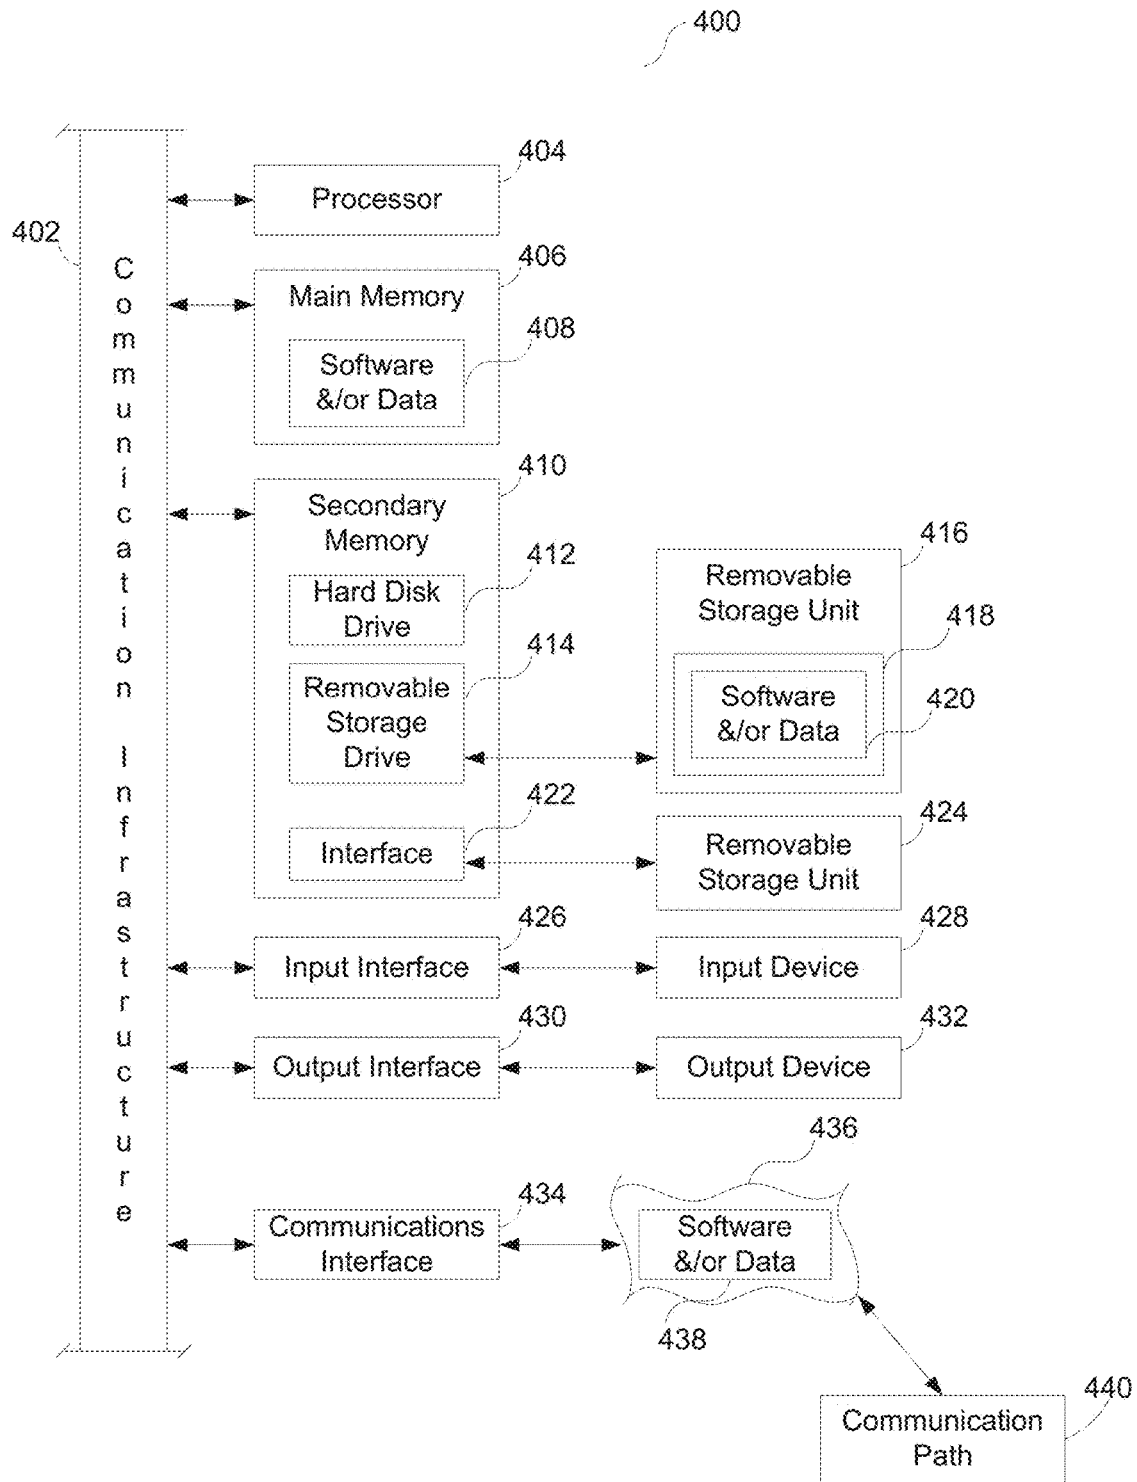 400
404
Processor
402
Communication Infrastructure
406
Main Memory
408
Software
&/or Data
410
Secondary
Memory
412
Hard Disk
Drive
414
Removable
Storage
Drive
416
Removable
Storage Unit
418
Software
&/or Data
420
422
Interface
424
Removable
Storage Unit
426
Input Interface
428
Input Device
430
Output Interface
432
Output Device
434
Communications
Interface
436
Software
&/or Data
438
440
Communication
Path